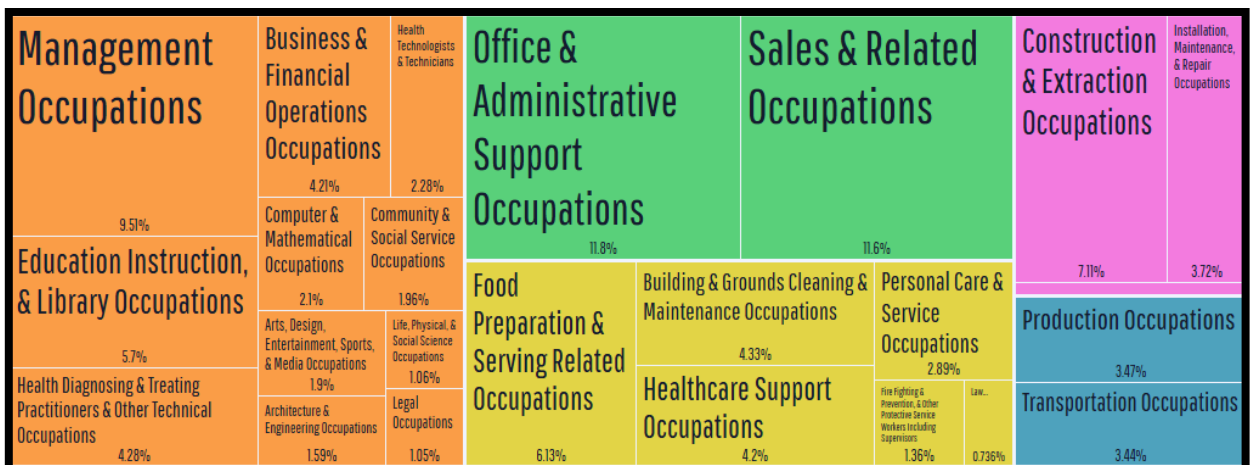 Management
Occupations
9.51%
Education Instruction,
& Library Occupations
5.7%
Health Diagnosing & Treating
Practitioners & Other Technical
Occupations
4.28%
Business &
Financial
Operations
Occupations
4.21%
Health
Technologists
& Technicians
2.28%
Computer &
Mathematical
Occupations
2.1%
Community &
Social Service
Occupations
1.96%
Arts, Design,
Entertainment, Sports,
& Media Occupations
1.9%
Life, Physical, &
Social Science
Occupations
1.06%
Architecture &
Engineering Occupations
1.59%
Legal
Occupations
1.05%
Office &
Administrative
Support
Occupations
11.8%
Sales & Related
Occupations
11.6%
Food
Preparation &
Serving Related
Occupations
6.13%
Building & Grounds Cleaning &
Maintenance Occupations
4.33%
Healthcare Support
Occupations
4.2%
Personal Care &
Service
Occupations
2.89%
Fire Fighting &
Prevention, & Other
Protective Service
Workers Including
Supervisors
1.36%
Law...
0.736%
Construction
& Extraction
Occupations
7.11%
Installation,
Maintenance,
& Repair
Occupations
3.72%
Production Occupations
3.47%
Transportation Occupations
3.44%